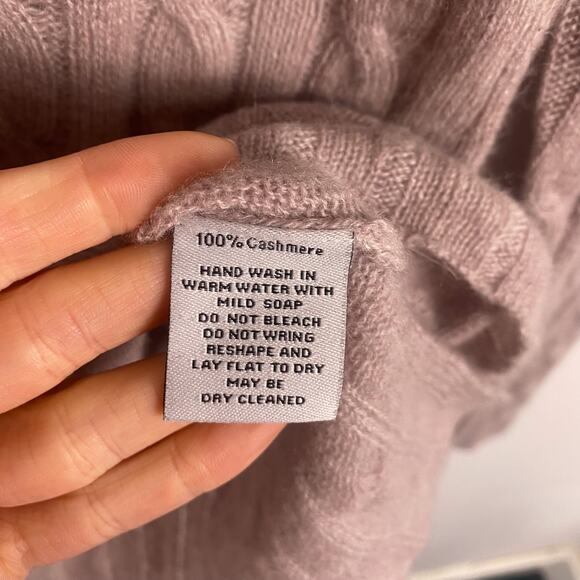 100% Cashmere
HAND WASH IN
WARM WATER WITH
MILD SOAP
DO NOT BLEACH
DO NOT WRING
RESHAPE AND
LAY FLAT TO DRY
MAY BE
DRY CLEANED